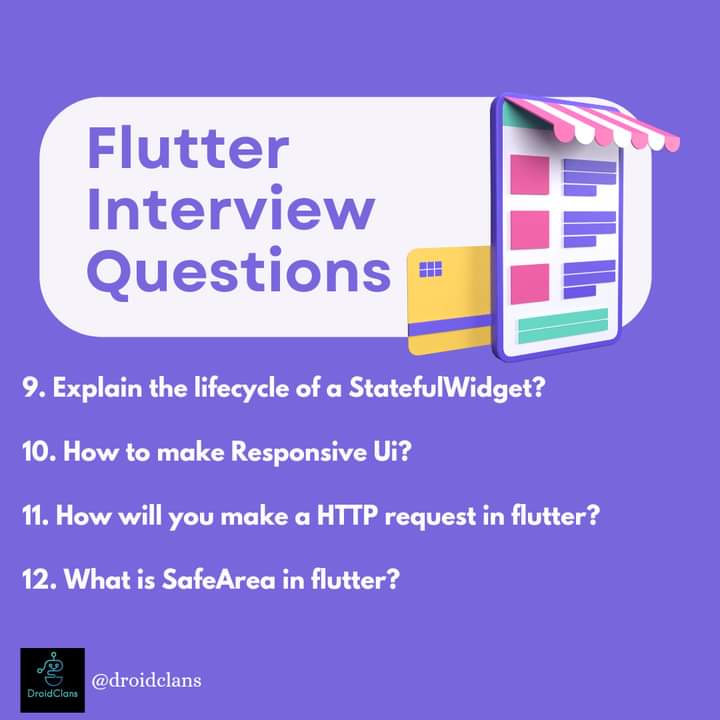 Flutter
Interview
Questions
9. Explain the lifecycle of a StatefulWidget?
10. How to make Responsive Ui?
11. How will you make a HTTP request in flutter?
12. What is SafeArea in flutter?
DroidClans
@droidclans